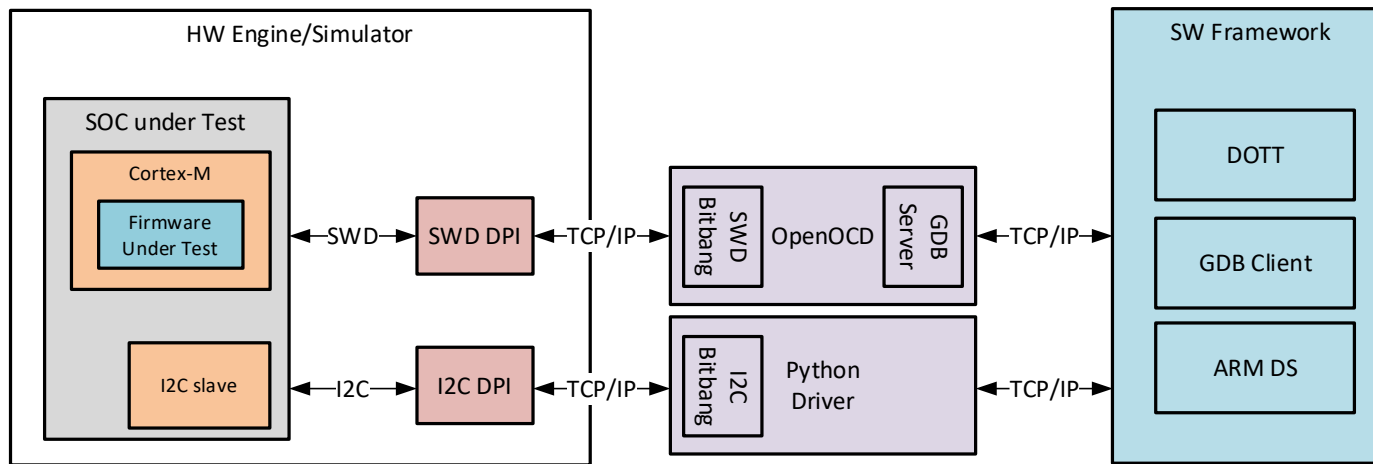 HW Engine/Simulator
SOC under Test
Cortex-M
Firmware
Under Test
I2C slave
SWD
I2C
SWD DPI
I2C DPI
TCP/IP
TCP/IP
SWD
Bitbang
OpenOCD
GDB
Server
I2C
Bitbang
Python
Driver
TCP/IP
TCP/IP
SW Framework
DOTT
GDB Client
ARM DS